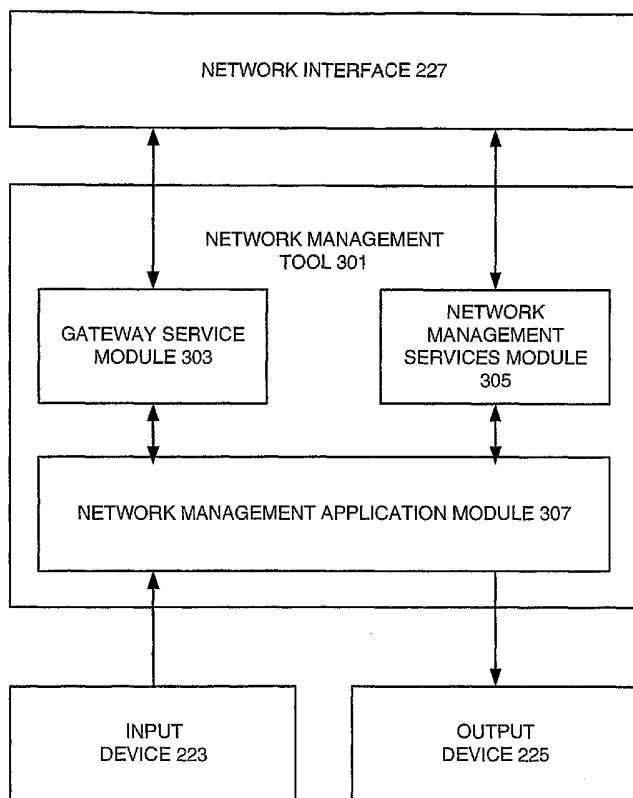 NETWORK INTERFACE 227
NETWORK MANAGEMENT
TOOL 301
GATEWAY SERVICE
MODULE 303
NETWORK
MANAGEMENT
SERVICES MODULE
305
NETWORK MANAGEMENT APPLICATION MODULE 307
INPUT
DEVICE 223
OUTPUT
DEVICE 225